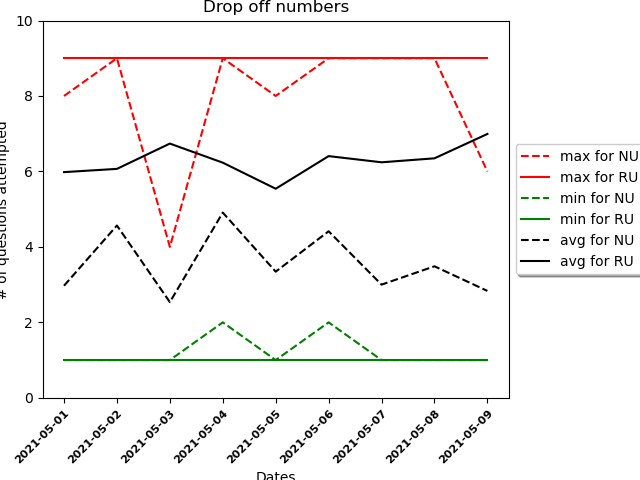 Drop off numbers
# of questions attempted
10
8
6
4
2
0
2021-05-01
2021-05-02
2021-05-03
2021-05-04
2021-05-05
2021-05-06
2021-05-07
2021-05-08
2021-05-09
Dates
max for NU
max for RU
min for NU
min for RU
avg for NU
avg for RU